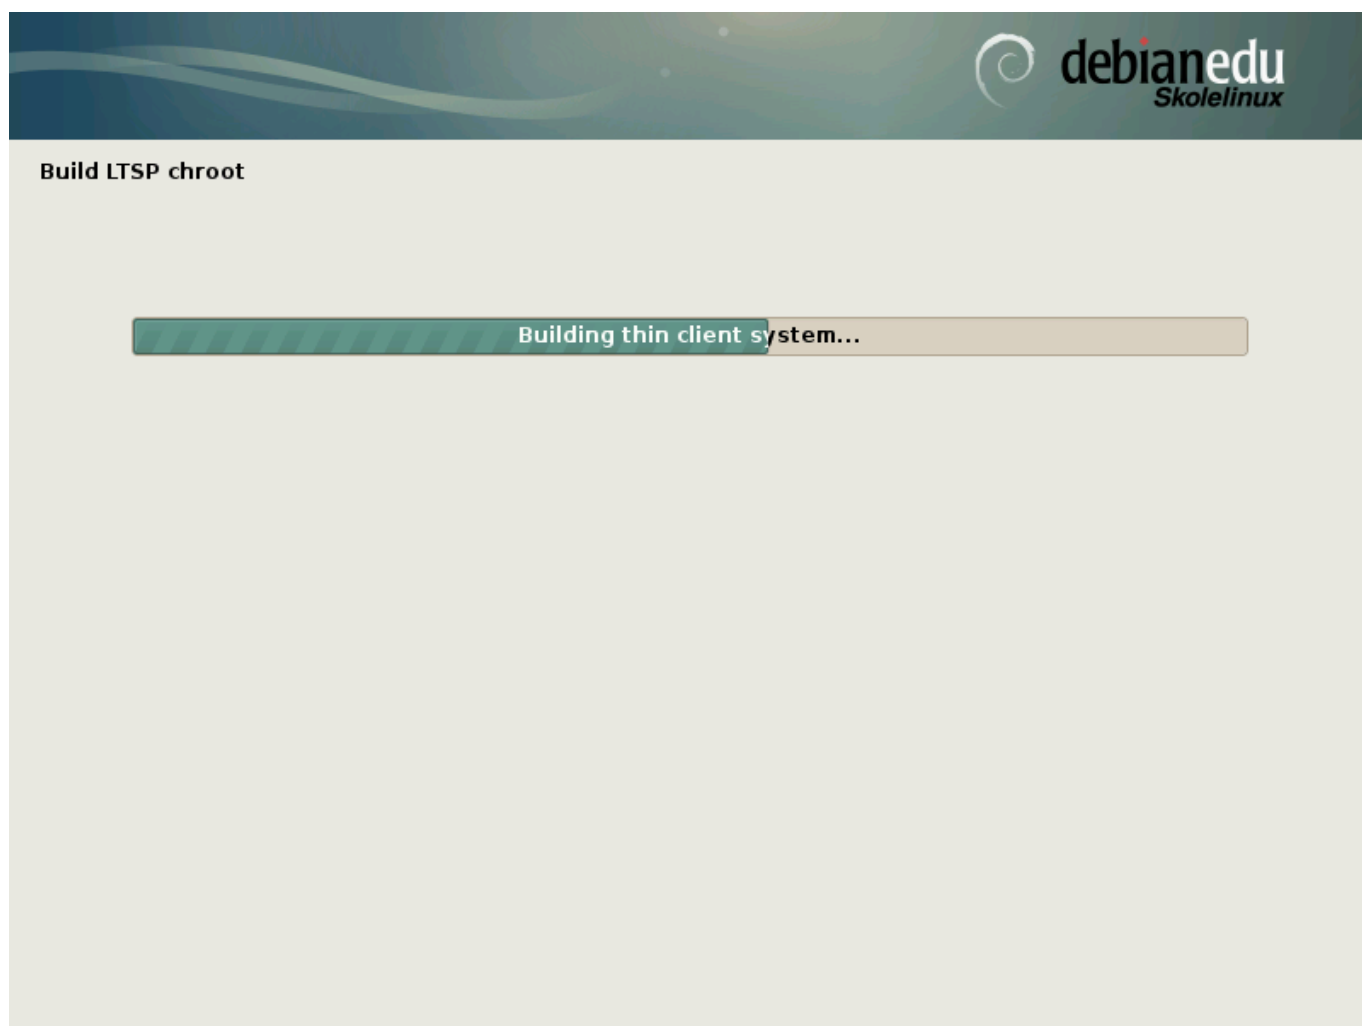 debianedu
Skolelinux
Build LTSP chroot
Building thin client system...